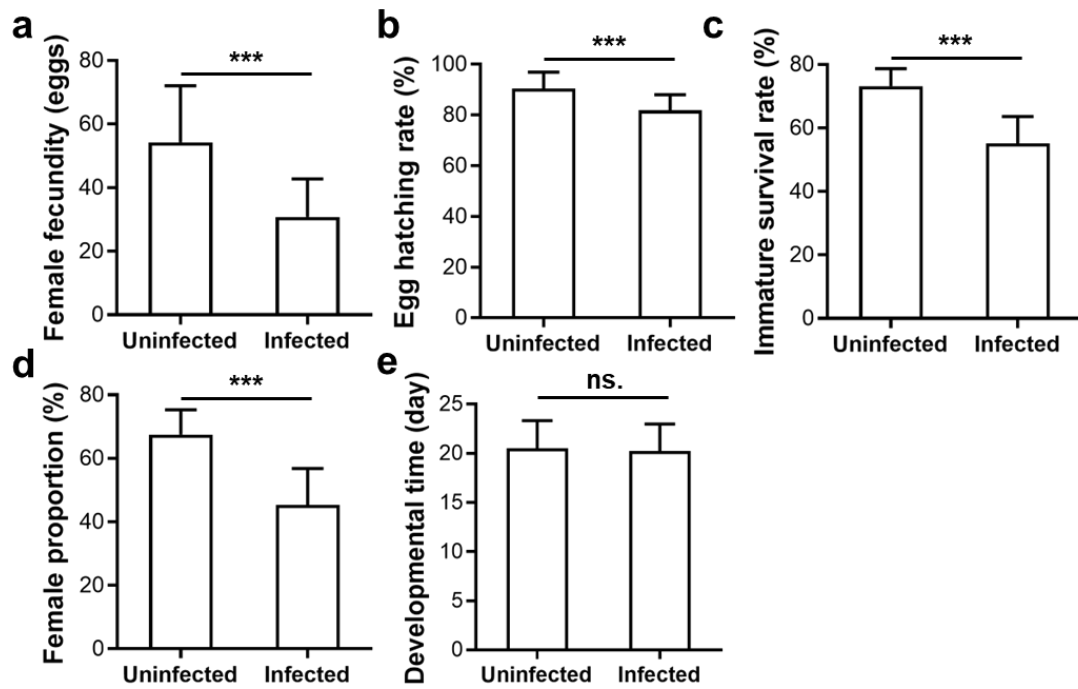 a
Female fecundity (eggs)
80
60
40
20
0
***
Uninfected
Infected
b
Egg hatching rate (%)
100
80
60
40
20
0
***
Uninfected
Infected
c
Immature survival rate (%)
80
60
40
20
0
***
Uninfected
Infected
d
Female proportion (%)
80
60
40
20
0
***
Uninfected
Infected
e
Developmental time (day)
25
20
15
10
5
0
ns.
Uninfected
Infected